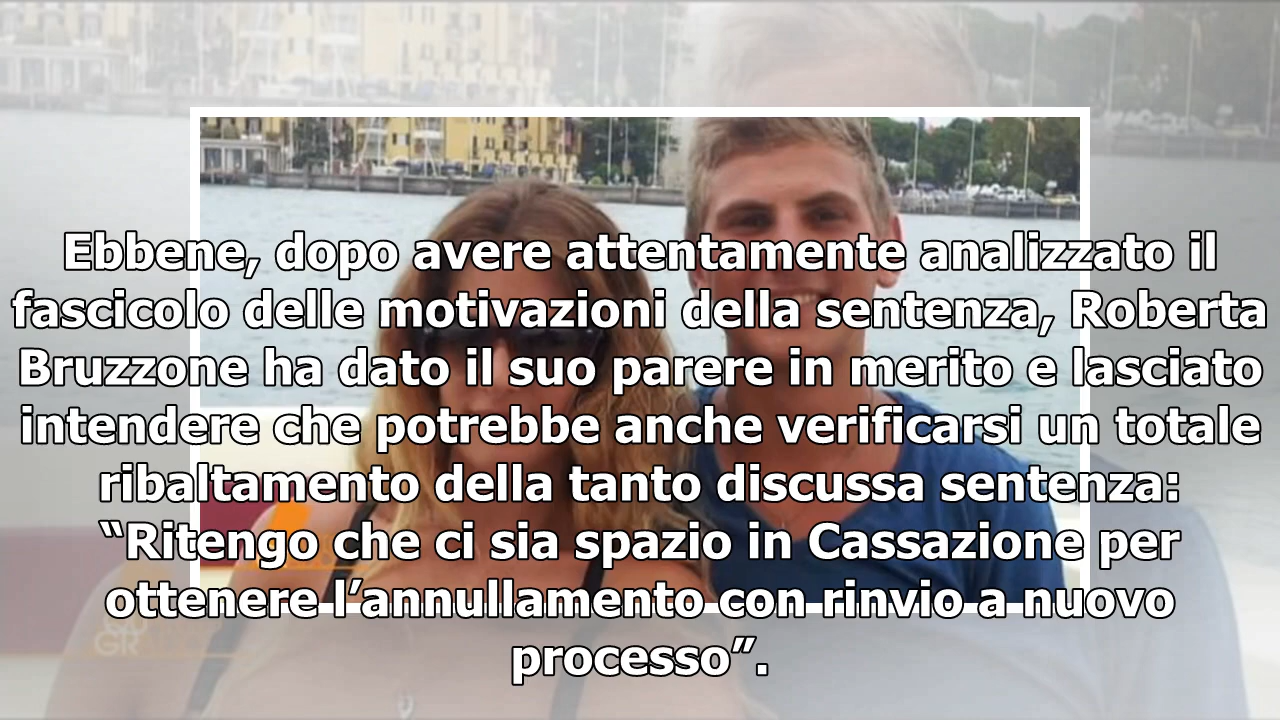 Ebbene, dopo avere attentamente analizzato il
fascicolo delle motivazioni della sentenza, Roberta
Bruzzone ha dato il suo parere in merito e lasciato
intendere che potrebbe anche verificarsi un totale
ribaltamento della tanto discussa sentenza:
“Ritengo che ci sia spazio in Cassazione per
ottenere l’annullamento con rinvio a nuovo
processo”.